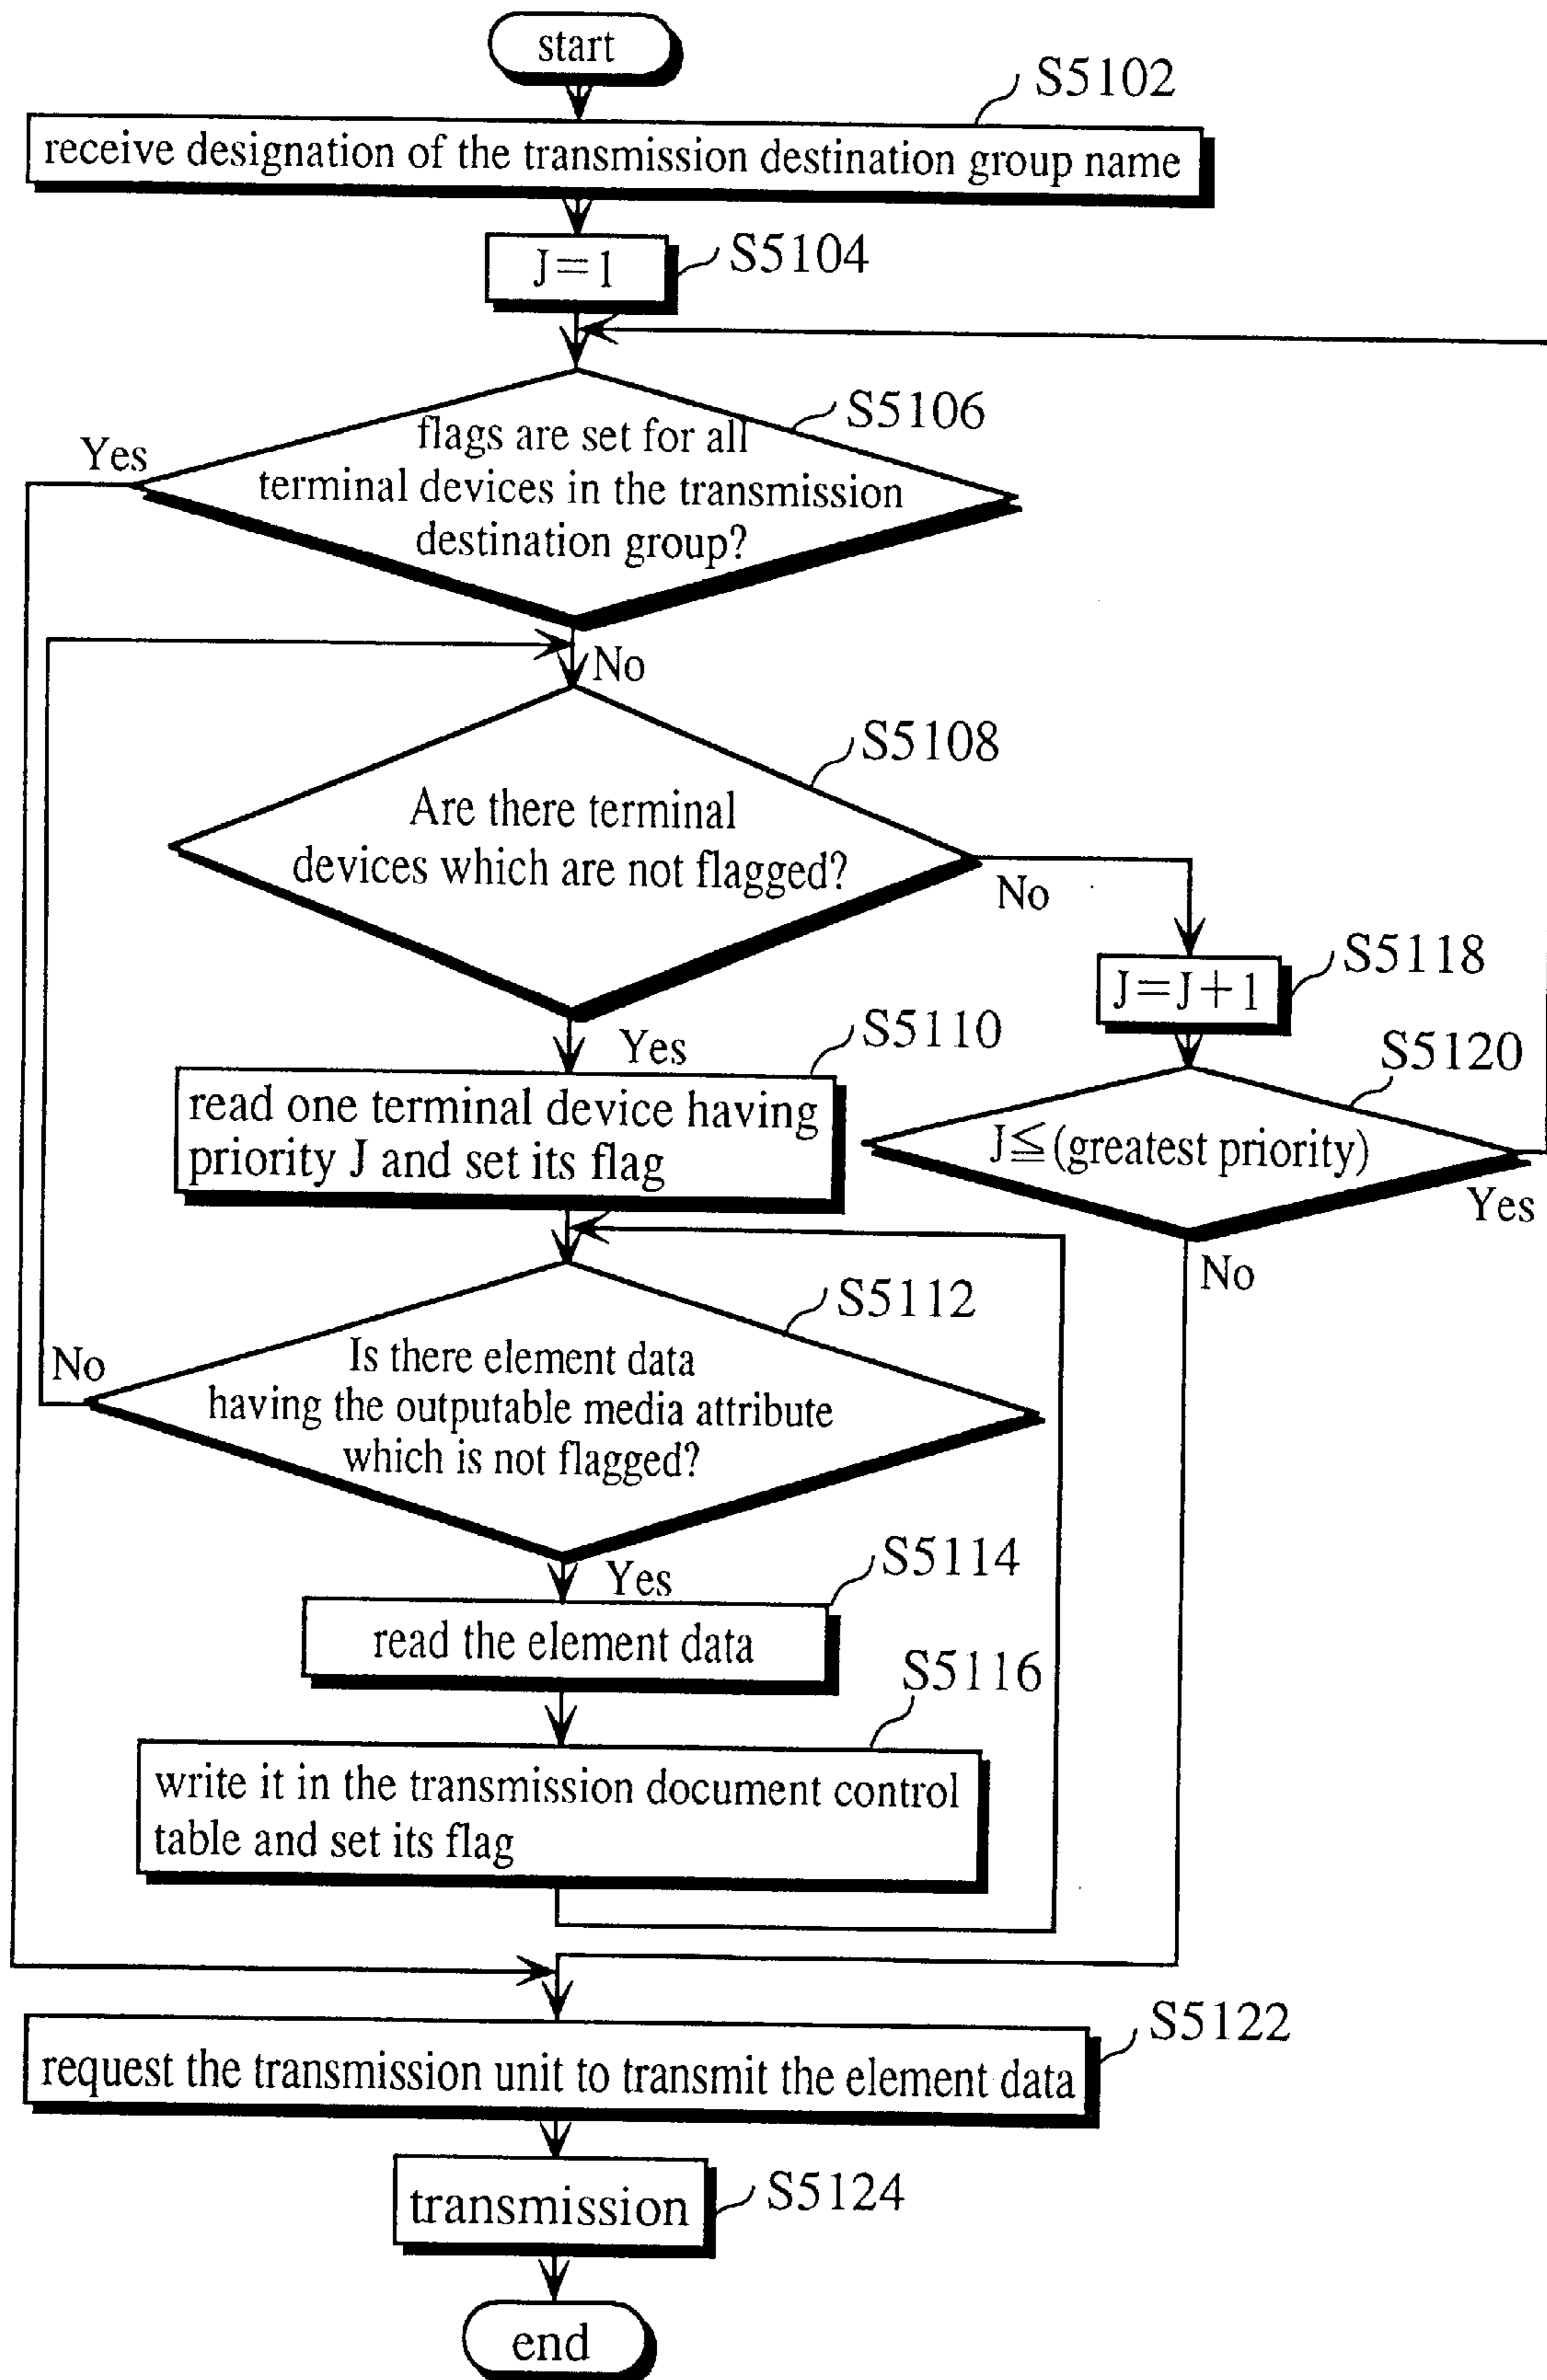 start
S5102
receive designation of the transmission destination group name
J=1
S5104
S5106
flags are set for all
terminal devices in the transmission
destination group?
Yes
No
S5108
Are there terminal
devices which are not flagged?
No
S5118
J=J+1
Yes
S5110
S5120
read one terminal device having
priority J and set its flag
J≦(greatest priority)
Yes
No
S5112
Is there element data
having the outputable media attribute
which is not flagged?
No
Yes
S5114
read the element data
S5116
write it in the transmission document control
table and set its flag
S5122
request the transmission unit to transmit the element data
transmission
S5124
end